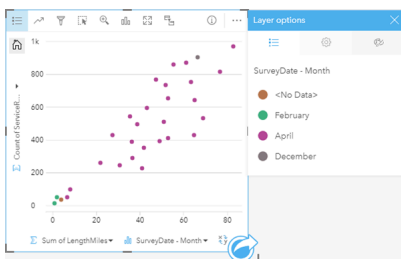 Layer options
1k
800
600
400
200
0
0
20
40
60
80
Count of ServiceR...
Sum of LengthMiles
SurveyDate - Month
SurveyDate - Month
<No Data>
February
April
December